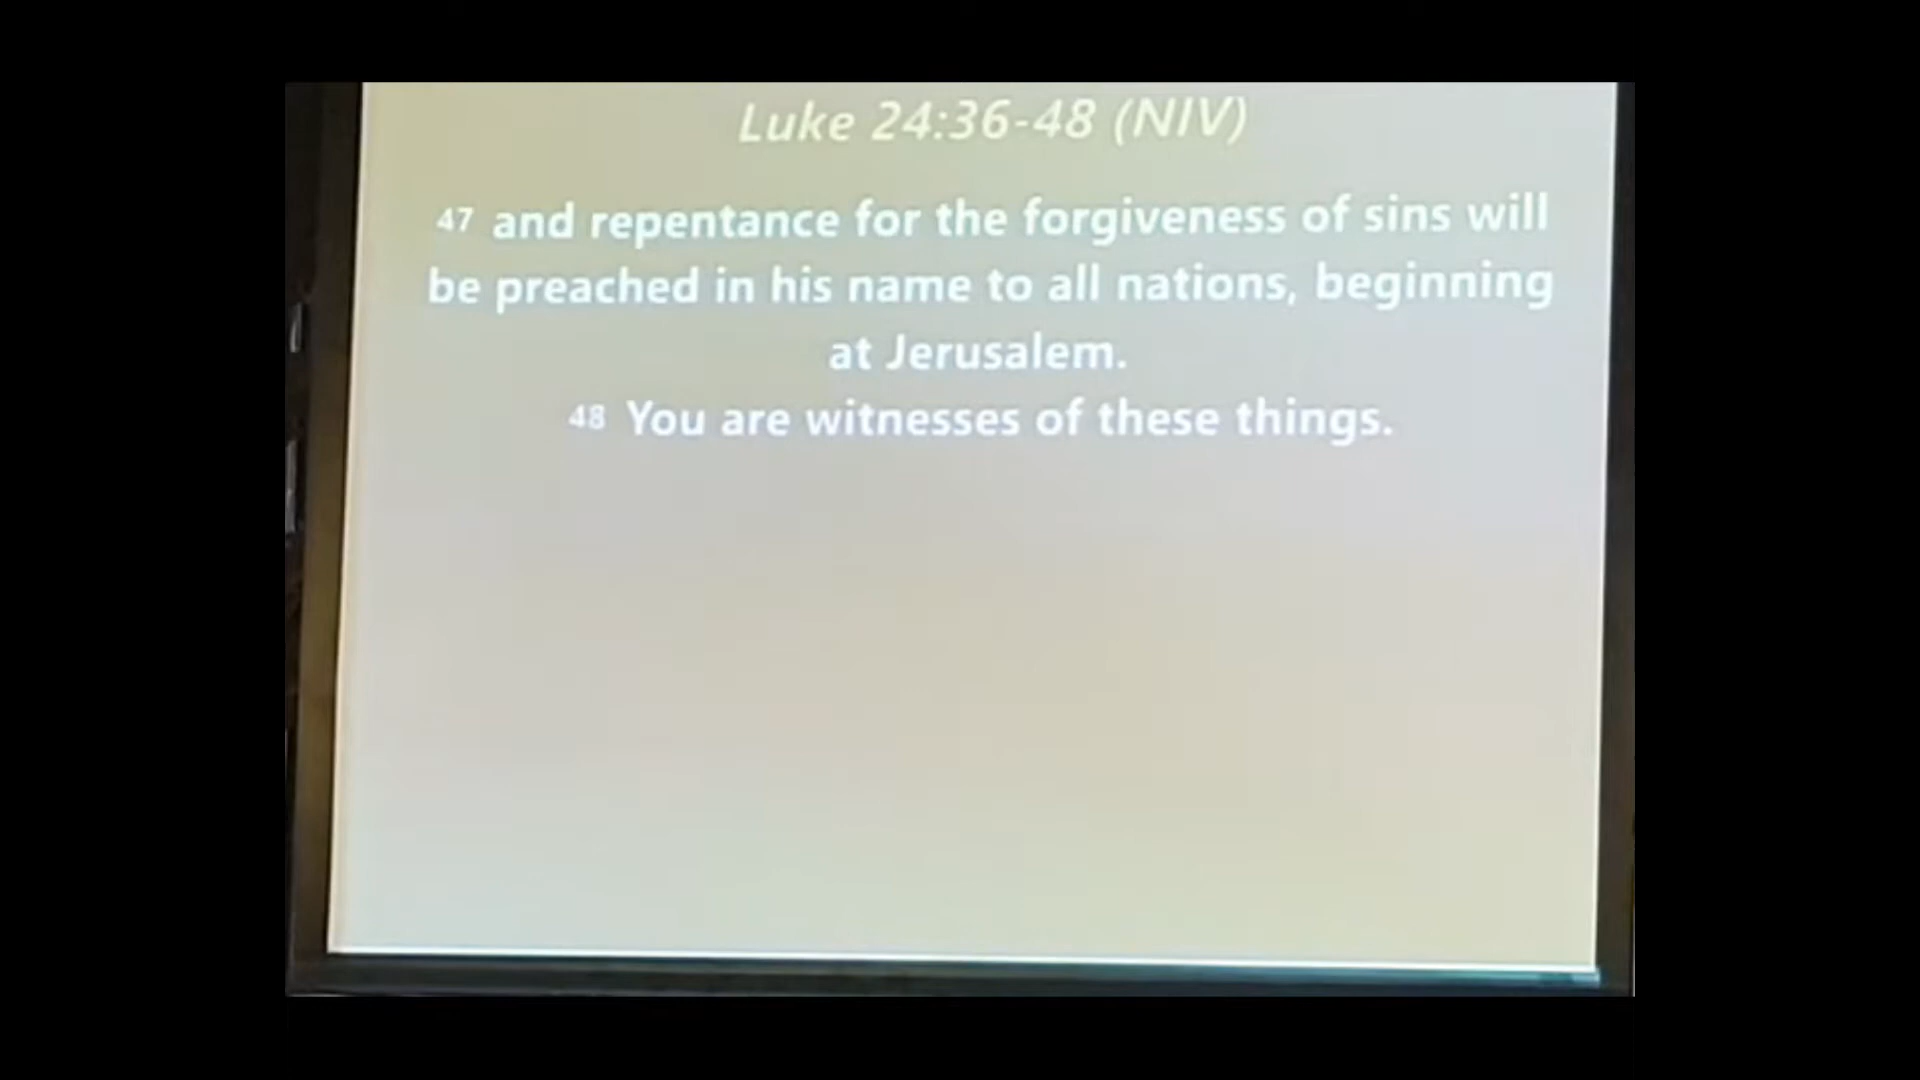 Luke 24:36-48 (NIV)
47 and repentance for the forgiveness of sins will
be preached in his name to all nations, beginning
at Jerusalem.
48 You are witnesses of these things.